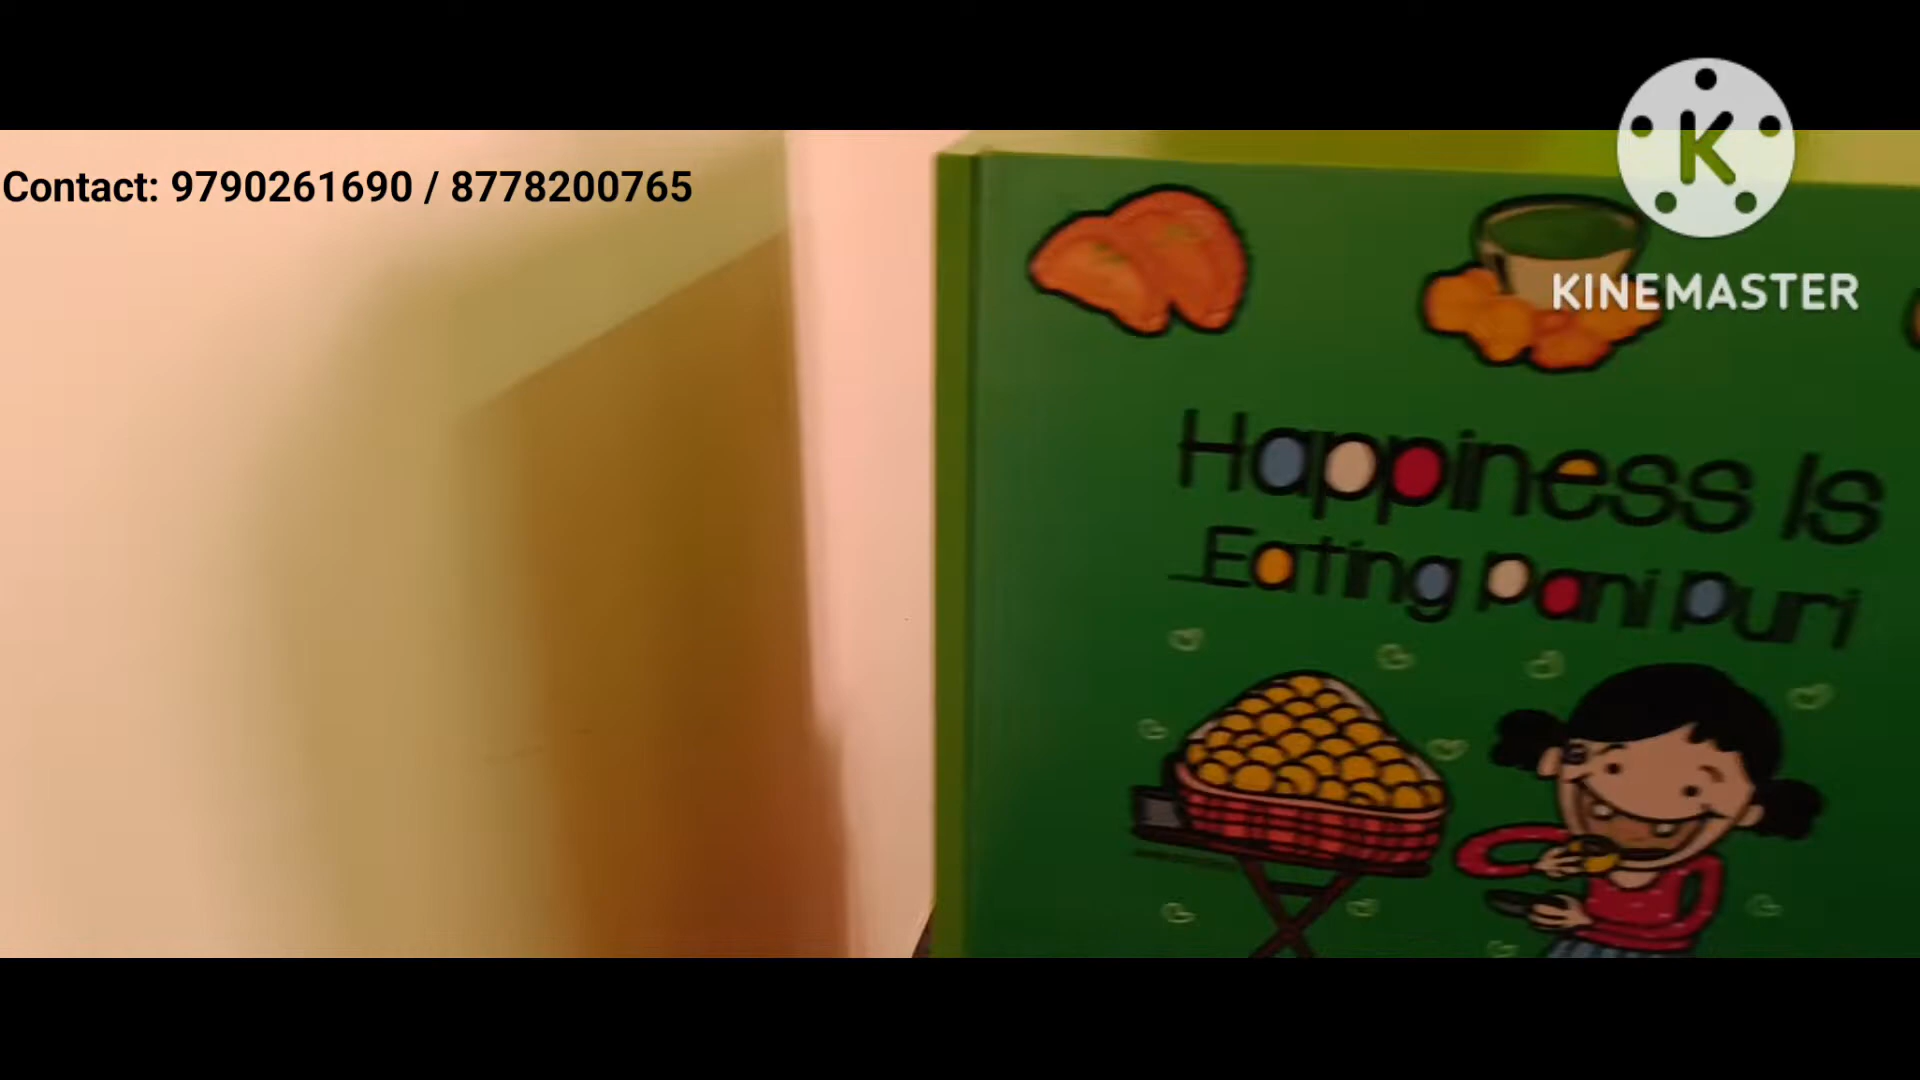 Contact: 9790261690 / 8778200765
K
KINEMASTER
Happiness Is
Eating Pani Puri